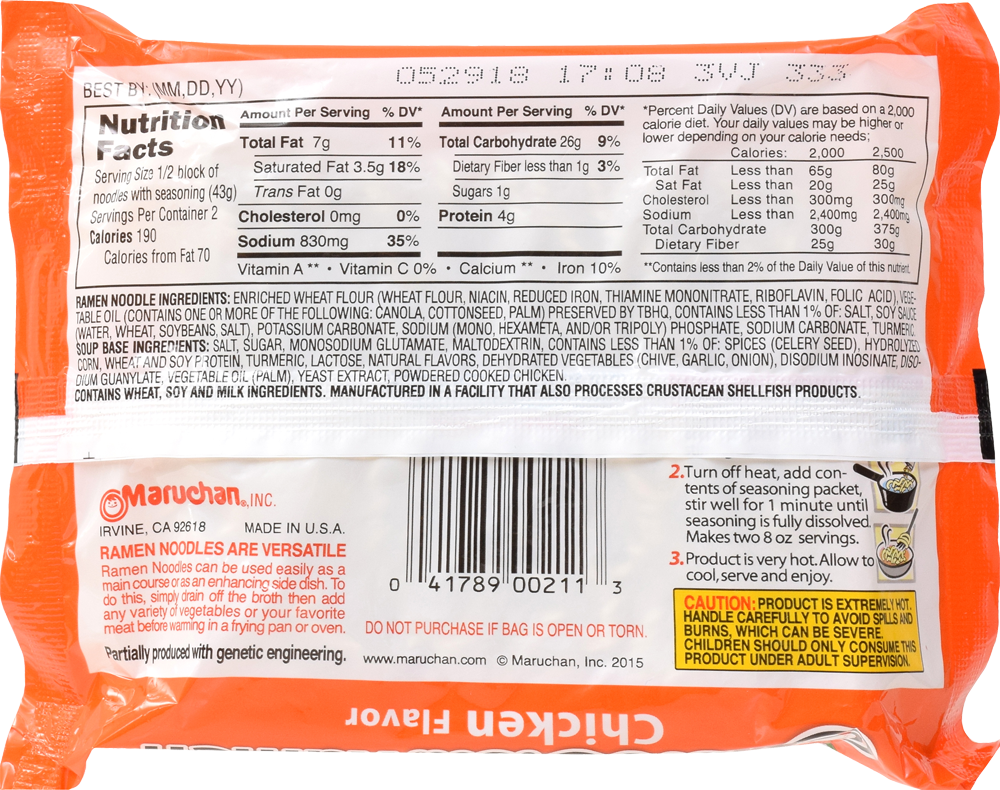 BEST BY: (MM,DD,YY)
052918 17:08 3VJ 333
Nutrition
Facts
Serving Size 1/2 block of
noodles with seasoning (43g)
Servings Per Container 2
Calories 190
Calories from Fat 70
Amount Per Serving % DV*
Total Fat 7g 11%
Saturated Fat 3.5g 18%
Trans Fat 0g
Cholesterol 0mg 0%
Sodium 830mg 35%
Amount Per Serving % DV*
Total Carbohydrate 26g 9%
Dietary Fiber less than 1g 3%
Sugars 1g
Protein 4g
Vitamin A ** • Vitamin C 0% • Calcium ** • Iron 10%
*Percent Daily Values (DV) are based on a 2,000
calorie diet. Your daily values may be higher or
lower depending on your calorie needs:
Calories: 2,000 2,500
Total Fat Less than 65g 80g
Sat Fat Less than 20g 25g
Cholesterol Less than 300mg 300mg
Sodium Less than 2,400mg 2,400mg
Total Carbohydrate 300g 375g
Dietary Fiber 25g 30g
**Contains less than 2% of the Daily Value of this nutrient.
RAMEN NOODLE INGREDIENTS: ENRICHED WHEAT FLOUR (WHEAT FLOUR, NIACIN, REDUCED IRON, THIAMINE MONONITRATE, RIBOFLAVIN, FOLIC ACID), VEGE-
TABLE OIL (CONTAINS ONE OR MORE OF THE FOLLOWING: CANOLA, COTTONSEED, PALM) PRESERVED BY TBHQ, CONTAINS LESS THAN 1% OF: SALT, SOY SAUCE
(WATER, WHEAT, SOYBEANS, SALT), POTASSIUM CARBONATE, SODIUM (MONO, HEXAMETA, AND/OR TRIPOLY) PHOSPHATE, SODIUM CARBONATE, TURMERIC.
SOUP BASE INGREDIENTS: SALT, SUGAR, MONOSODIUM GLUTAMATE, MALTODEXTRIN, CONTAINS LESS THAN 1% OF: SPICES (CELERY SEED), HYDROLYZED
CORN, WHEAT AND SOY PROTEIN, TURMERIC, LACTOSE, NATURAL FLAVORS, DEHYDRATED VEGETABLES (CHIVE, GARLIC, ONION), DISODIUM INOSINATE, DISO-
DIUM GUANYLATE, VEGETABLE OIL (PALM), YEAST EXTRACT, POWDERED COOKED CHICKEN.
CONTAINS WHEAT, SOY AND MILK INGREDIENTS. MANUFACTURED IN A FACILITY THAT ALSO PROCESSES CRUSTACEAN SHELLFISH PRODUCTS.
Maruchan®, INC.
IRVINE, CA 92618 MADE IN U.S.A.
RAMEN NOODLES ARE VERSATILE
Ramen Noodles can be used easily as a
main course or as an enhancing side dish. To
do this, simply drain off the broth then add
any variety of vegetables or your favorite
meat before warming in a frying pan or oven.
Partially produced with genetic engineering.
0 41789 00211 3
DO NOT PURCHASE IF BAG IS OPEN OR TORN.
www.maruchan.com © Maruchan, Inc. 2015
2. Turn off heat, add con-
tents of seasoning packet,
stir well for 1 minute until
seasoning is fully dissolved.
Makes two 8 oz servings.
3. Product is very hot. Allow to
cool, serve and enjoy.
CAUTION: PRODUCT IS EXTREMELY HOT.
HANDLE CAREFULLY TO AVOID SPILLS AND
BURNS, WHICH CAN BE SEVERE.
CHILDREN SHOULD ONLY CONSUME THIS
PRODUCT UNDER ADULT SUPERVISION.
Chicken Flavor